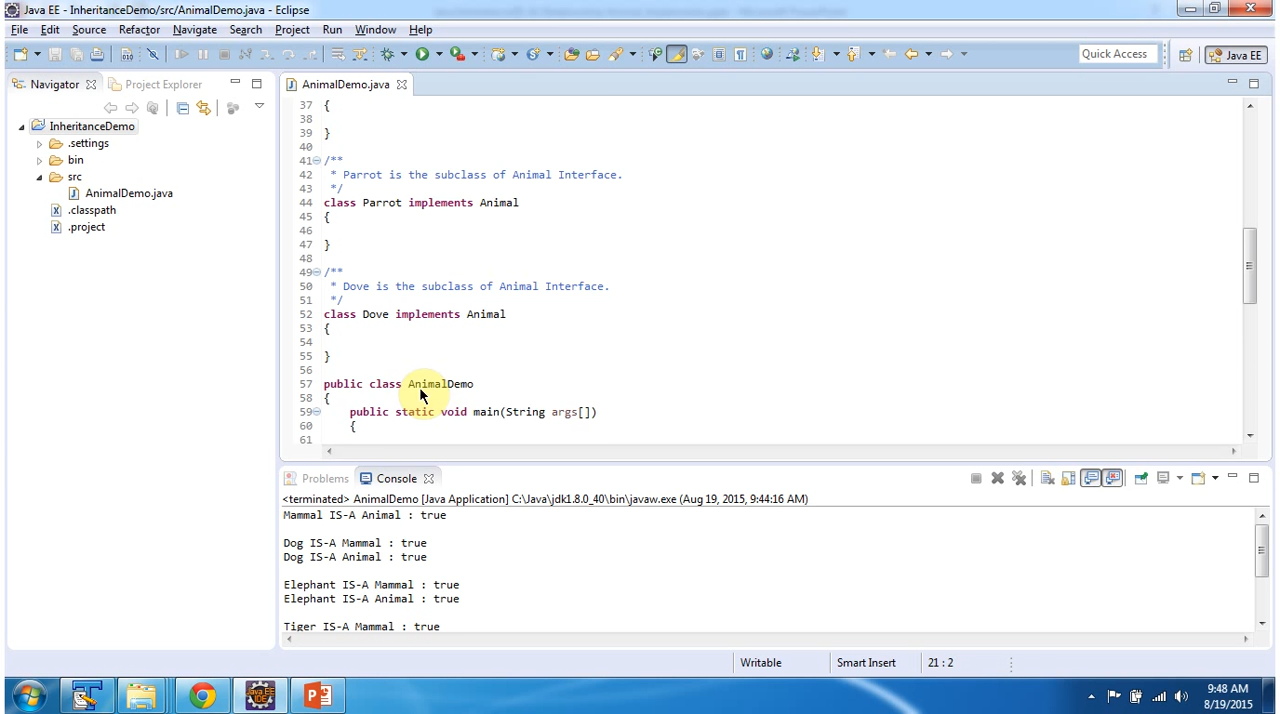 Java EE - InheritanceDemo/src/AnimalDemo.java - Eclipse
File Edit Source Refactor Navigate Search Project Run Window Help
Quick Access
Java EE
Navigator
Project Explorer
InheritanceDemo
.settings
bin
src
AnimalDemo.java
.classpath
.project
AnimalDemo.java
37 {
38
39 }
40
41 /**
42 * Parrot is the subclass of Animal Interface.
43 */
44 class Parrot implements Animal
45 {
46
47 }
48
49 /**
50 * Dove is the subclass of Animal Interface.
51 */
52 class Dove implements Animal
53 {
54
55 }
56
57 public class AnimalDemo
58 {
59 public static void main(String args[])
60 {
61
Problems
Console
<terminated> AnimalDemo [Java Application] C:\Java\jdk1.8.0_40\bin\javaw.exe (Aug 19, 2015, 9:44:16 AM)
Mammal IS-A Animal : true
Dog IS-A Mammal : true
Dog IS-A Animal : true
Elephant IS-A Mammal : true
Elephant IS-A Animal : true
Tiger IS-A Mammal : true
Writable
Smart Insert
21 : 2
Java EE
IDE
9:48 AM
8/19/2015